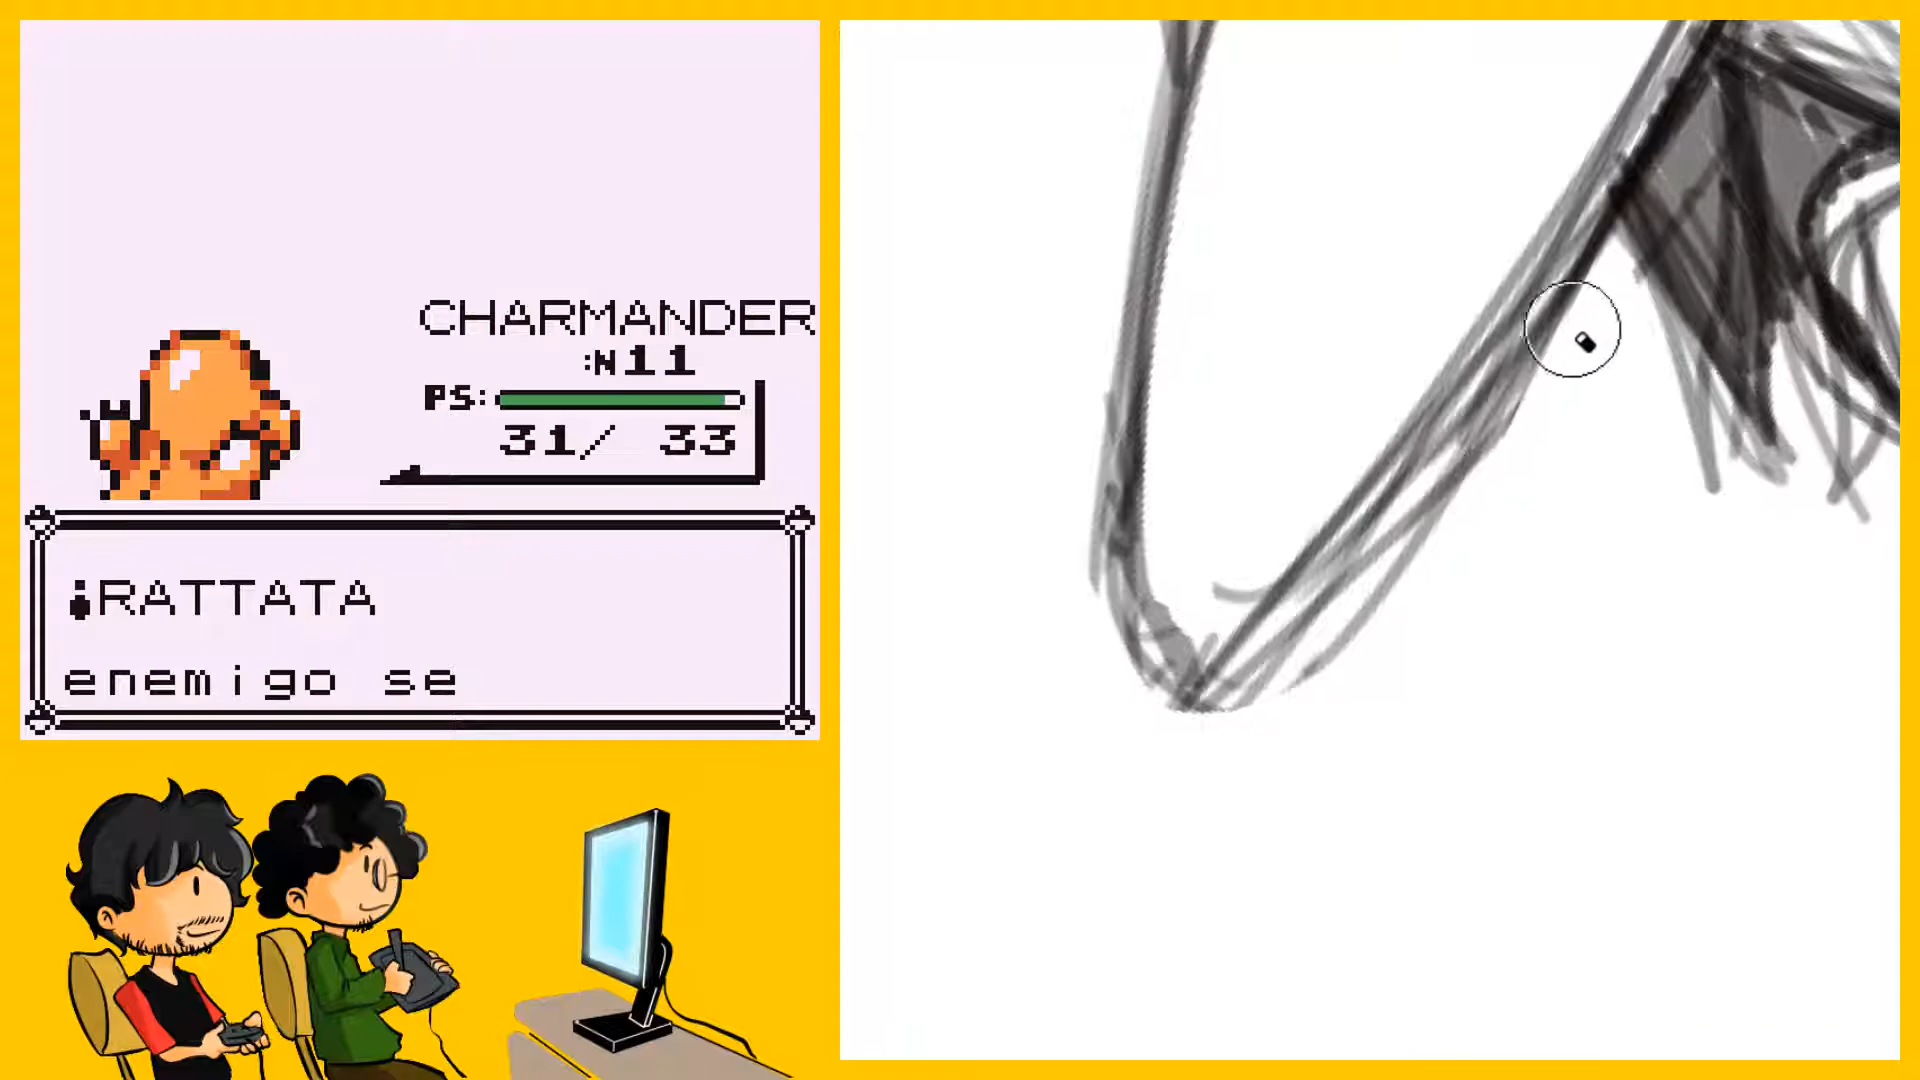 CHARMANDER
:N11
PS:
31/ 33
¡RATTATA
enemigo se